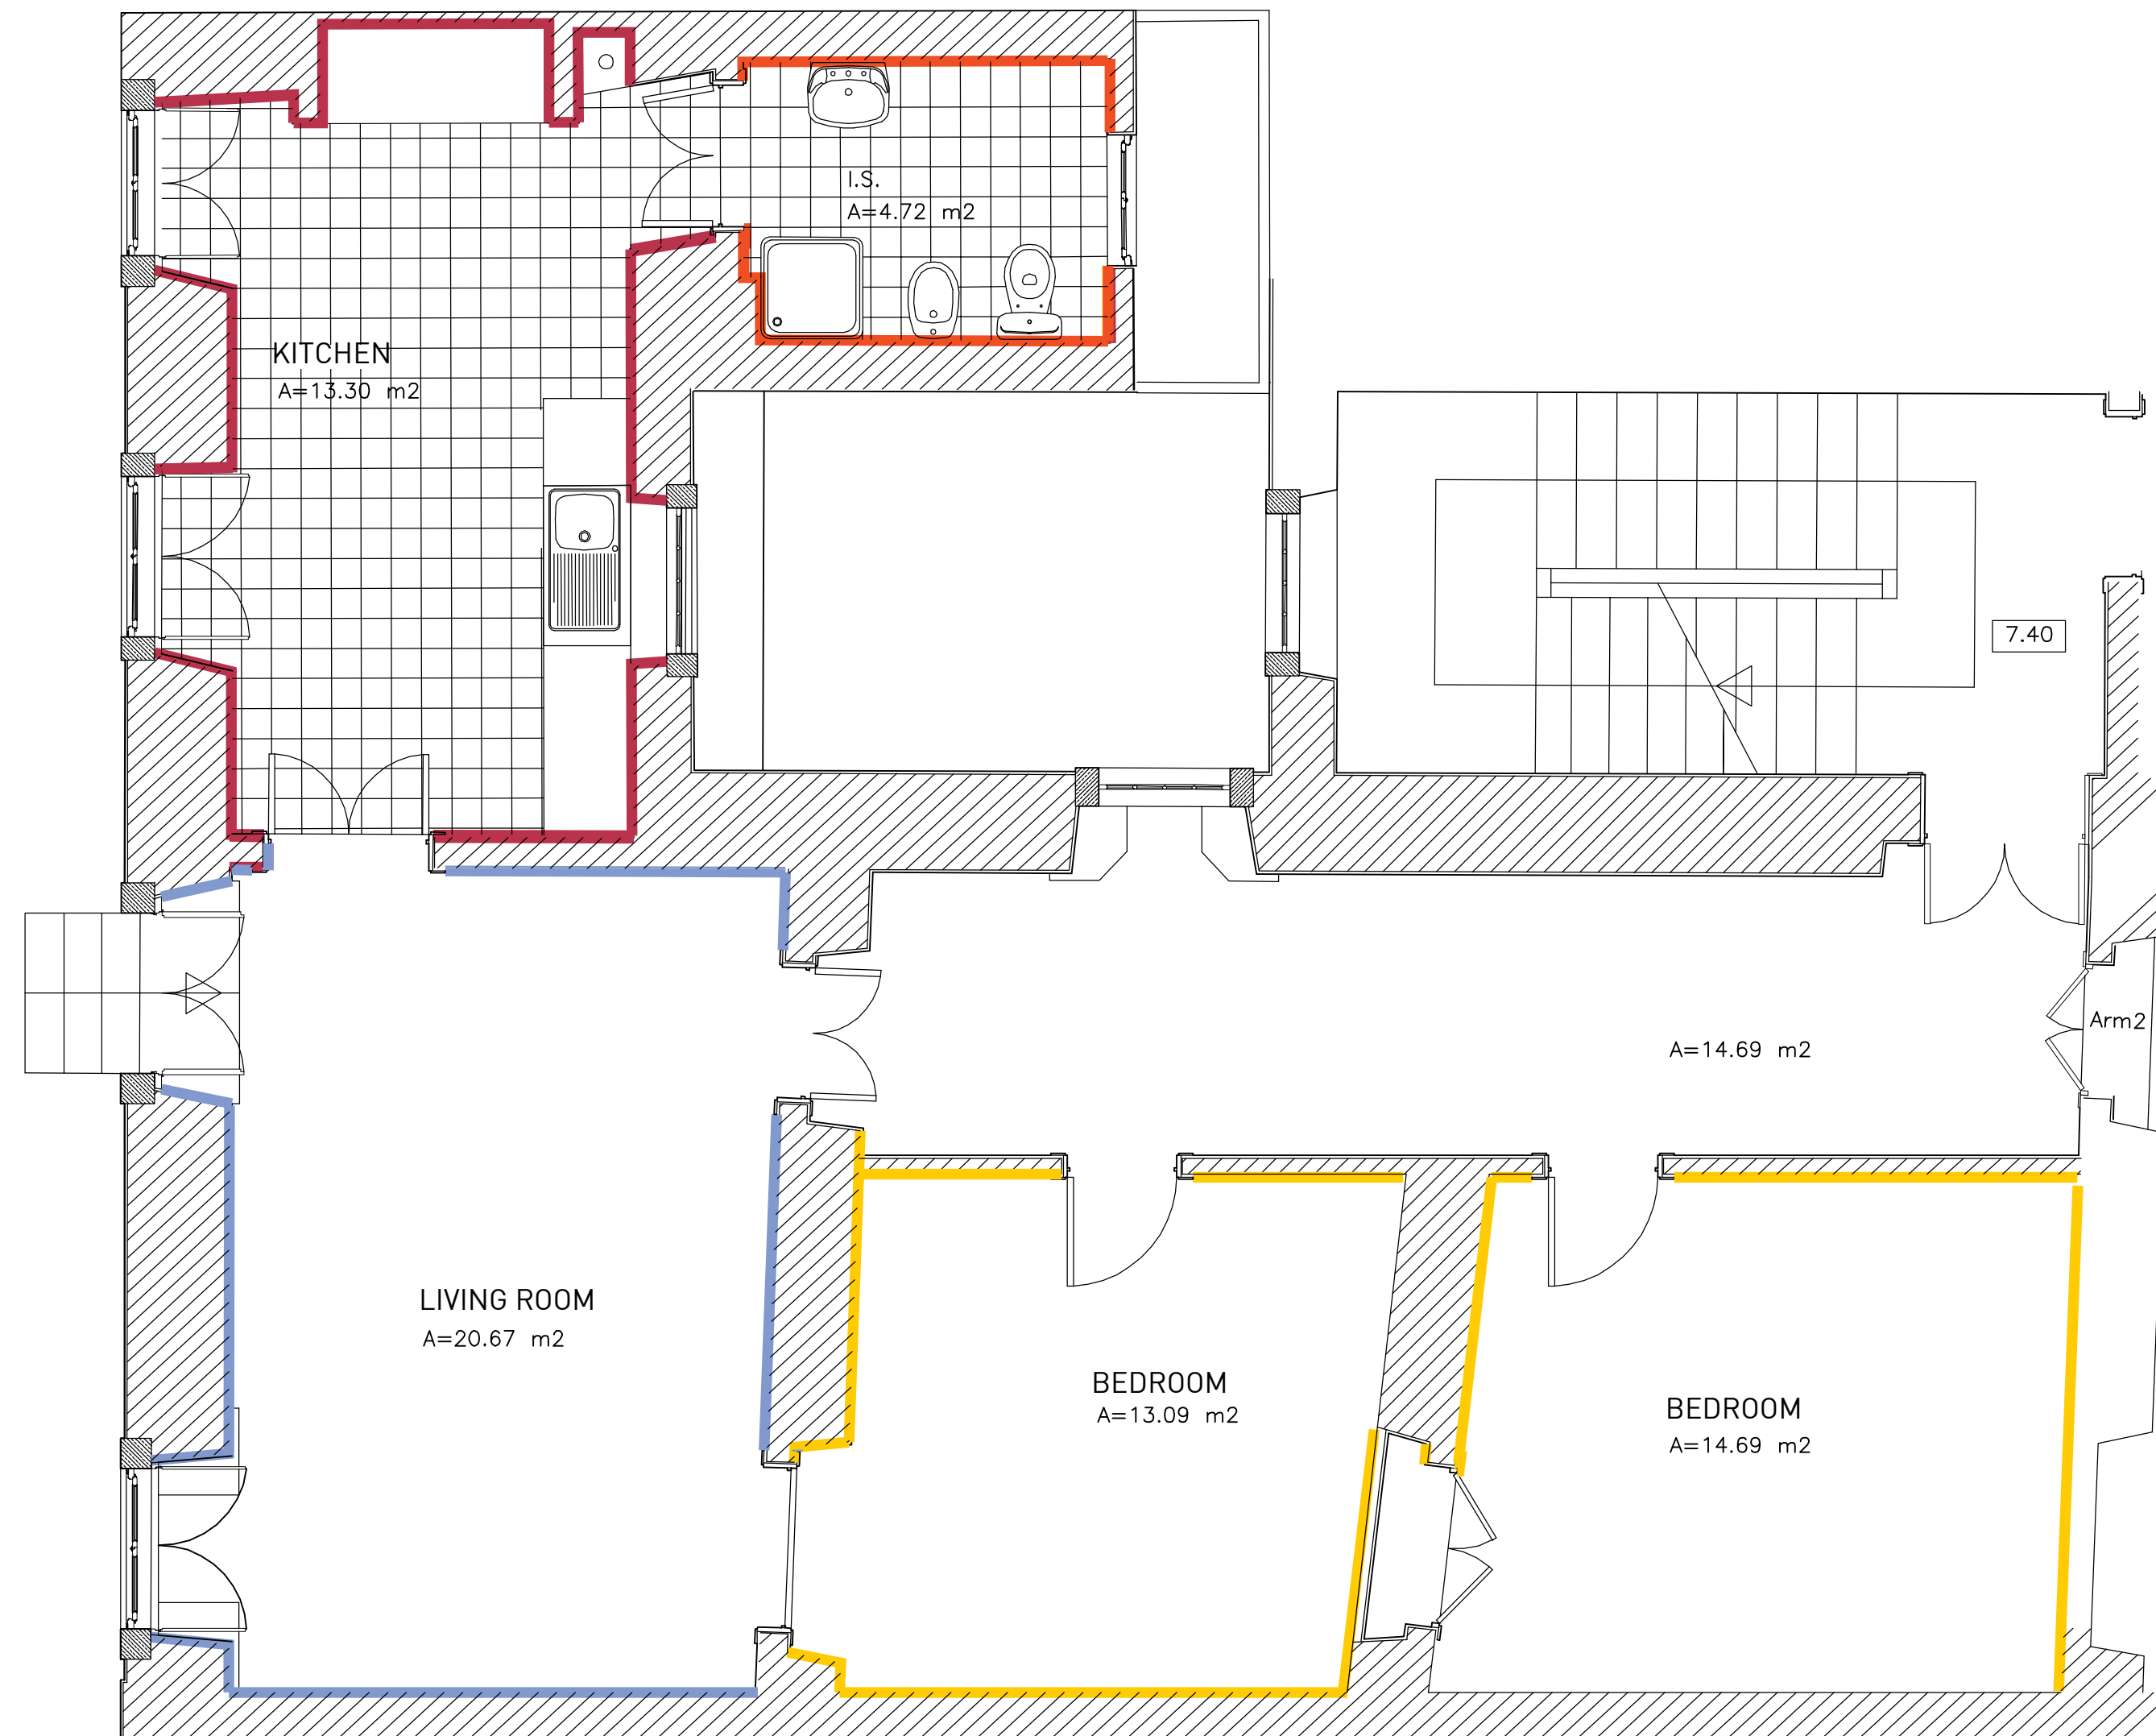 I.S.
A=4.72 m2
KITCHEN
A=13.30 m2
7.40
Arm2
A=14.69 m2
LIVING ROOM
A=20.67 m2
BEDROOM
A=13.09 m2
BEDROOM
A=14.69 m2